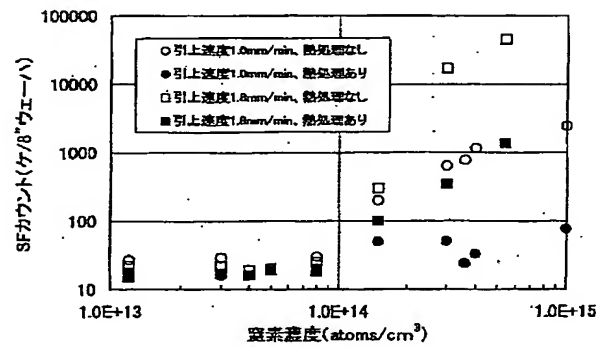 100000
10000
1000
100
10
SFカウント(ケ/8"ウェーハ)
○引上速度1.0mm/min、熱処理なし
●引上速度1.0mm/min、熱処理あり
□引上速度1.8mm/min、熱処理なし
■引上速度1.8mm/min、熱処理あり
1.0E+13 1.0E+14 1.0E+15
窒素濃度(atoms/cm³)